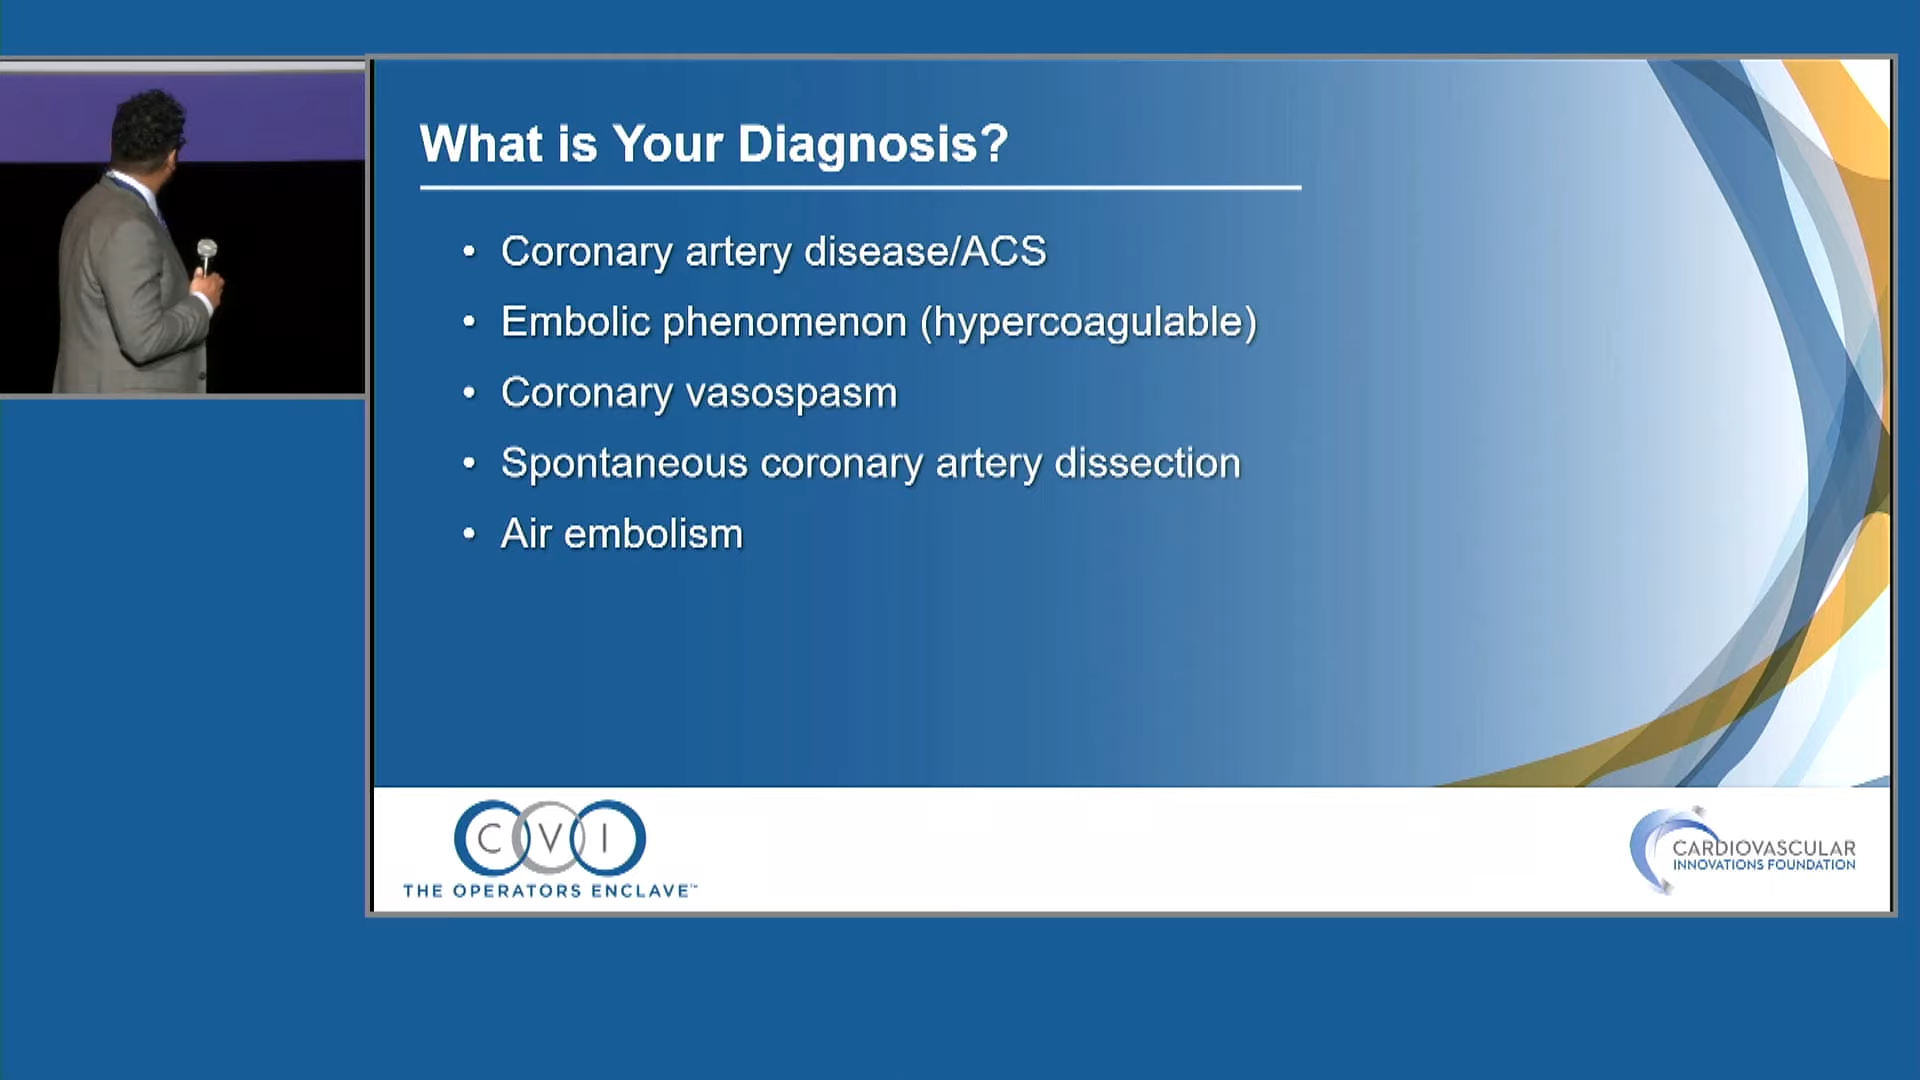 What is Your Diagnosis?
• Coronary artery disease/ACS
• Embolic phenomenon (hypercoagulable)
• Coronary vasospasm
• Spontaneous coronary artery dissection
• Air embolism
CVI
THE OPERATORS ENCLAVE™
CARDIOVASCULAR
INNOVATIONS FOUNDATION